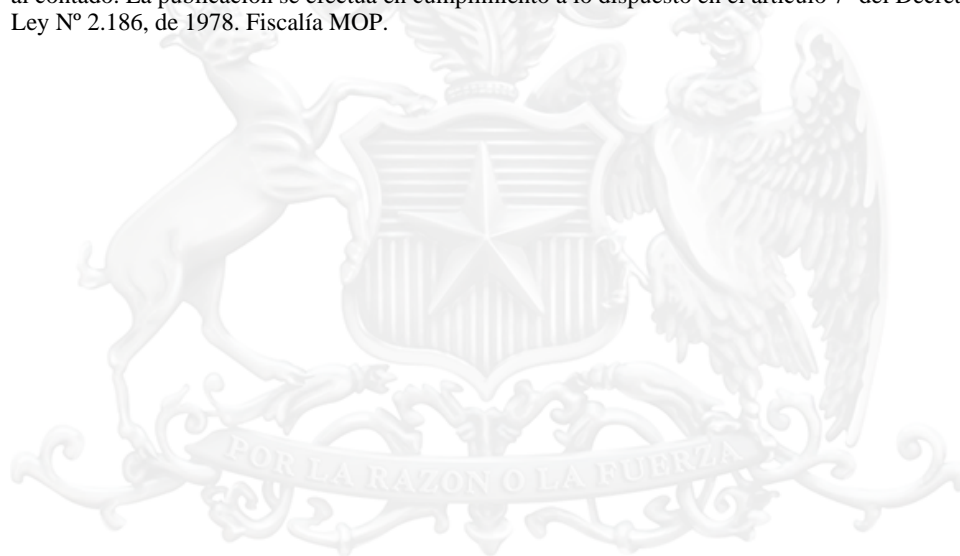 al contado. La publicación se efectúa en cumplimiento a lo dispuesto en el artículo 7° del
Ley Nº 2.186, de 1978. Fiscalía MOP.
POR LA RAZON O LA FUERZA